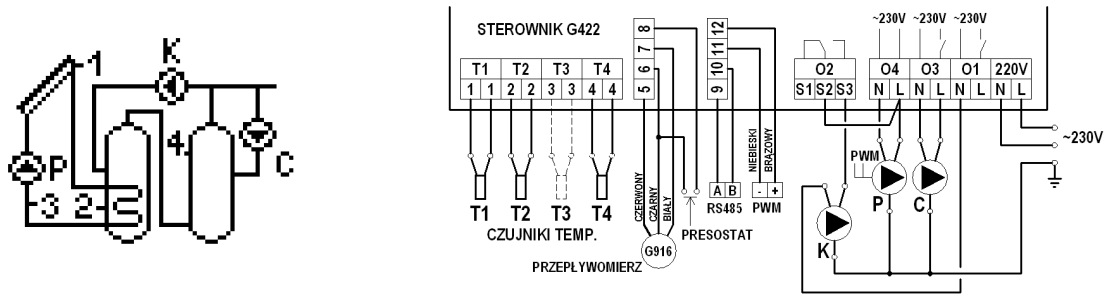 K
1
4
P
C
3
2
STEROWNIK G422
8
7
6
5
12
11
10
9
~230V ~230V ~230V
T1 T2 T3 T4
1 1 2 2 3 3 4 4
O2 O4 O3 O1 220V
S1 S2 S3 N L N L N L N L
~230V
CZERWONY
CZARNY
BIAŁY
NIEBIESKI
BRĄZOWY
PWM
A B
- +
T1 T2 T3 T4
RS485 PWM
P C
CZUJNIKI TEMP.
PRESOSTAT
G916
K
PRZEPŁYWOMIERZ